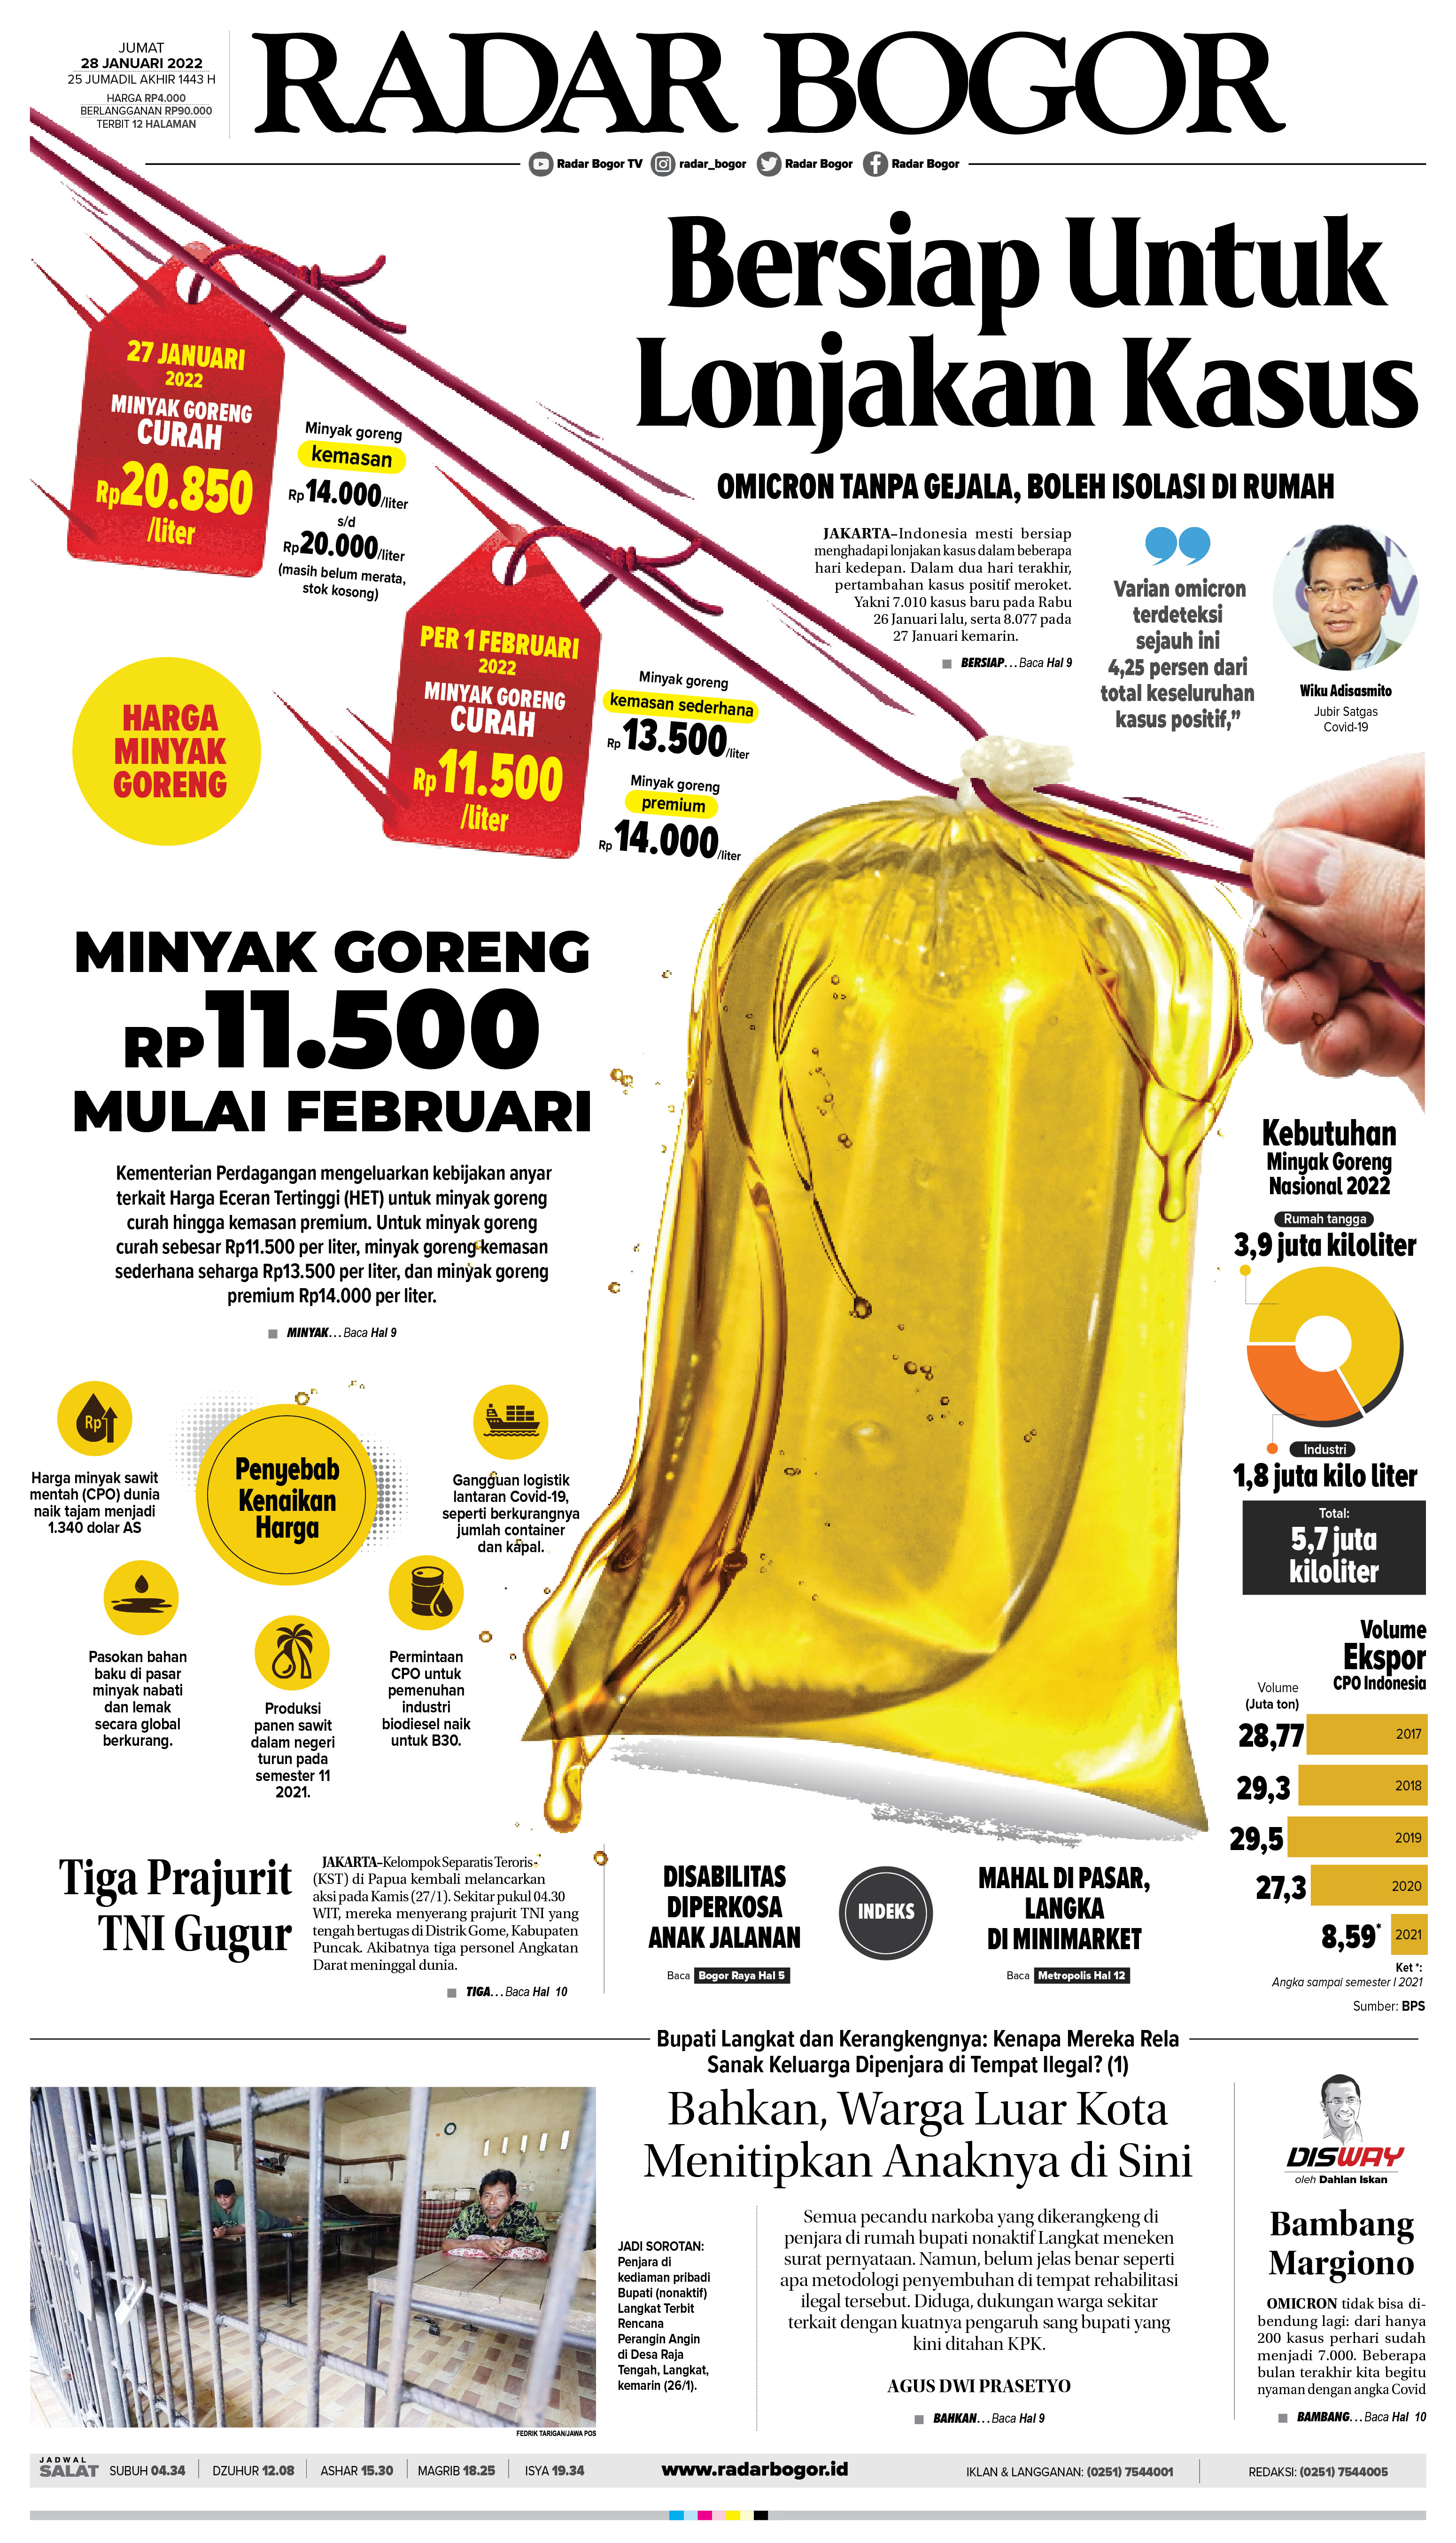 JUMAT
28 JANUARI 2022
25 JUMADIL AKHIR 1443 H
HARGA RP4.000
BERLANGGANAN RP90.000
TERBIT 12 HALAMAN
RADAR BOGOR
Radar Bogor TV
radar_bogor
Radar Bogor
Radar Bogor
Bersiap Untuk
Lonjakan Kasus
OMICRON TANPA GEJALA, BOLEH ISOLASI DI RUMAH
JAKARTA–Indonesia mesti bersiap
menghadapi lonjakan kasus dalam beberapa
hari kedepan. Dalam dua hari terakhir,
pertambahan kasus positif meroket.
Yakni 7.010 kasus baru pada Rabu
26 Januari lalu, serta 8.077 pada
27 Januari kemarin.
BERSIAP...Baca Hal 9
Varian omicron
terdeteksi
sejauh ini
4,25 persen dari
total keseluruhan
kasus positif,”
Wiku Adisasmito
Jubir Satgas
Covid-19
27 JANUARI
2022
MINYAK GORENG
CURAH
Rp20.850
/liter
Minyak goreng
kemasan
Rp14.000/liter
s/d
Rp20.000/liter
(masih belum merata,
stok kosong)
PER 1 FEBRUARI
2022
MINYAK GORENG
CURAH
Rp11.500
/liter
Minyak goreng
kemasan sederhana
Rp13.500/liter
Minyak goreng
premium
Rp14.000/liter
HARGA
MINYAK
GORENG
MINYAK GORENG
RP11.500
MULAI FEBRUARI
Kementerian Perdagangan mengeluarkan kebijakan anyar
terkait Harga Eceran Tertinggi (HET) untuk minyak goreng
curah hingga kemasan premium. Untuk minyak goreng
curah sebesar Rp11.500 per liter, minyak goreng kemasan
sederhana seharga Rp13.500 per liter, dan minyak goreng
premium Rp14.000 per liter.
MINYAK...Baca Hal 9
Penyebab
Kenaikan
Harga
Rp
Harga minyak sawit
mentah (CPO) dunia
naik tajam menjadi
1.340 dolar AS
Pasokan bahan
baku di pasar
minyak nabati
dan lemak
secara global
berkurang.
Produksi
panen sawit
dalam negeri
turun pada
semester 11
2021.
Permintaan
CPO untuk
pemenuhan
industri
biodiesel naik
untuk B30.
Gangguan logistik
lantaran Covid-19,
seperti berkurangnya
jumlah container
dan kapal.
Kebutuhan
Minyak Goreng
Nasional 2022
Rumah tangga
3,9 juta kiloliter
Industri
1,8 juta kilo liter
Total:
5,7 juta
kiloliter
Volume
Ekspor
CPO Indonesia
Volume
(Juta ton)
28,77 2017
29,3 2018
29,5 2019
27,3 2020
8,59* 2021
Ket *:
Angka sampai semester I 2021
Sumber: BPS
Tiga Prajurit
TNI Gugur
JAKARTA–Kelompok Separatis Teroris
(KST) di Papua kembali melancarkan
aksi pada Kamis (27/1). Sekitar pukul 04.30
WIT, mereka menyerang prajurit TNI yang
tengah bertugas di Distrik Gome, Kabupaten
Puncak. Akibatnya tiga personel Angkatan
Darat meninggal dunia.
TIGA...Baca Hal 10
DISABILITAS
DIPERKOSA
ANAK JALANAN
Baca Bogor Raya Hal 5
INDEKS
MAHAL DI PASAR,
LANGKA
DI MINIMARKET
Baca Metropolis Hal 12
Bupati Langkat dan Kerangkengnya: Kenapa Mereka Rela
Sanak Keluarga Dipenjara di Tempat Ilegal? (1)
Bahkan, Warga Luar Kota
Menitipkan Anaknya di Sini
FEDRIK TARIGAN/JAWA POS
JADI SOROTAN:
Penjara di
kediaman pribadi
Bupati (nonaktif)
Langkat Terbit
Rencana
Perangin Angin
di Desa Raja
Tengah, Langkat,
kemarin (26/1).
Semua pecandu narkoba yang dikerangkeng di
penjara di rumah bupati nonaktif Langkat meneken
surat pernyataan. Namun, belum jelas benar seperti
apa metodologi penyembuhan di tempat rehabilitasi
ilegal tersebut. Diduga, dukungan warga sekitar
terkait dengan kuatnya pengaruh sang bupati yang
kini ditahan KPK.
AGUS DWI PRASETYO
BAHKAN...Baca Hal 9
DISWAY
oleh Dahlan Iskan
Bambang
Margiono
OMICRON tidak bisa di-
bendung lagi: dari hanya
200 kasus perhari sudah
menjadi 7.000. Beberapa
bulan terakhir kita begitu
nyaman dengan angka Covid
BAMBANG...Baca Hal 10
JADWAL
SALAT
SUBUH 04.34
DZUHUR 12.08
ASHAR 15.30
MAGRIB 18.25
ISYA 19.34
www.radarbogor.id
IKLAN & LANGGANAN: (0251) 7544001
REDAKSI: (0251) 7544005